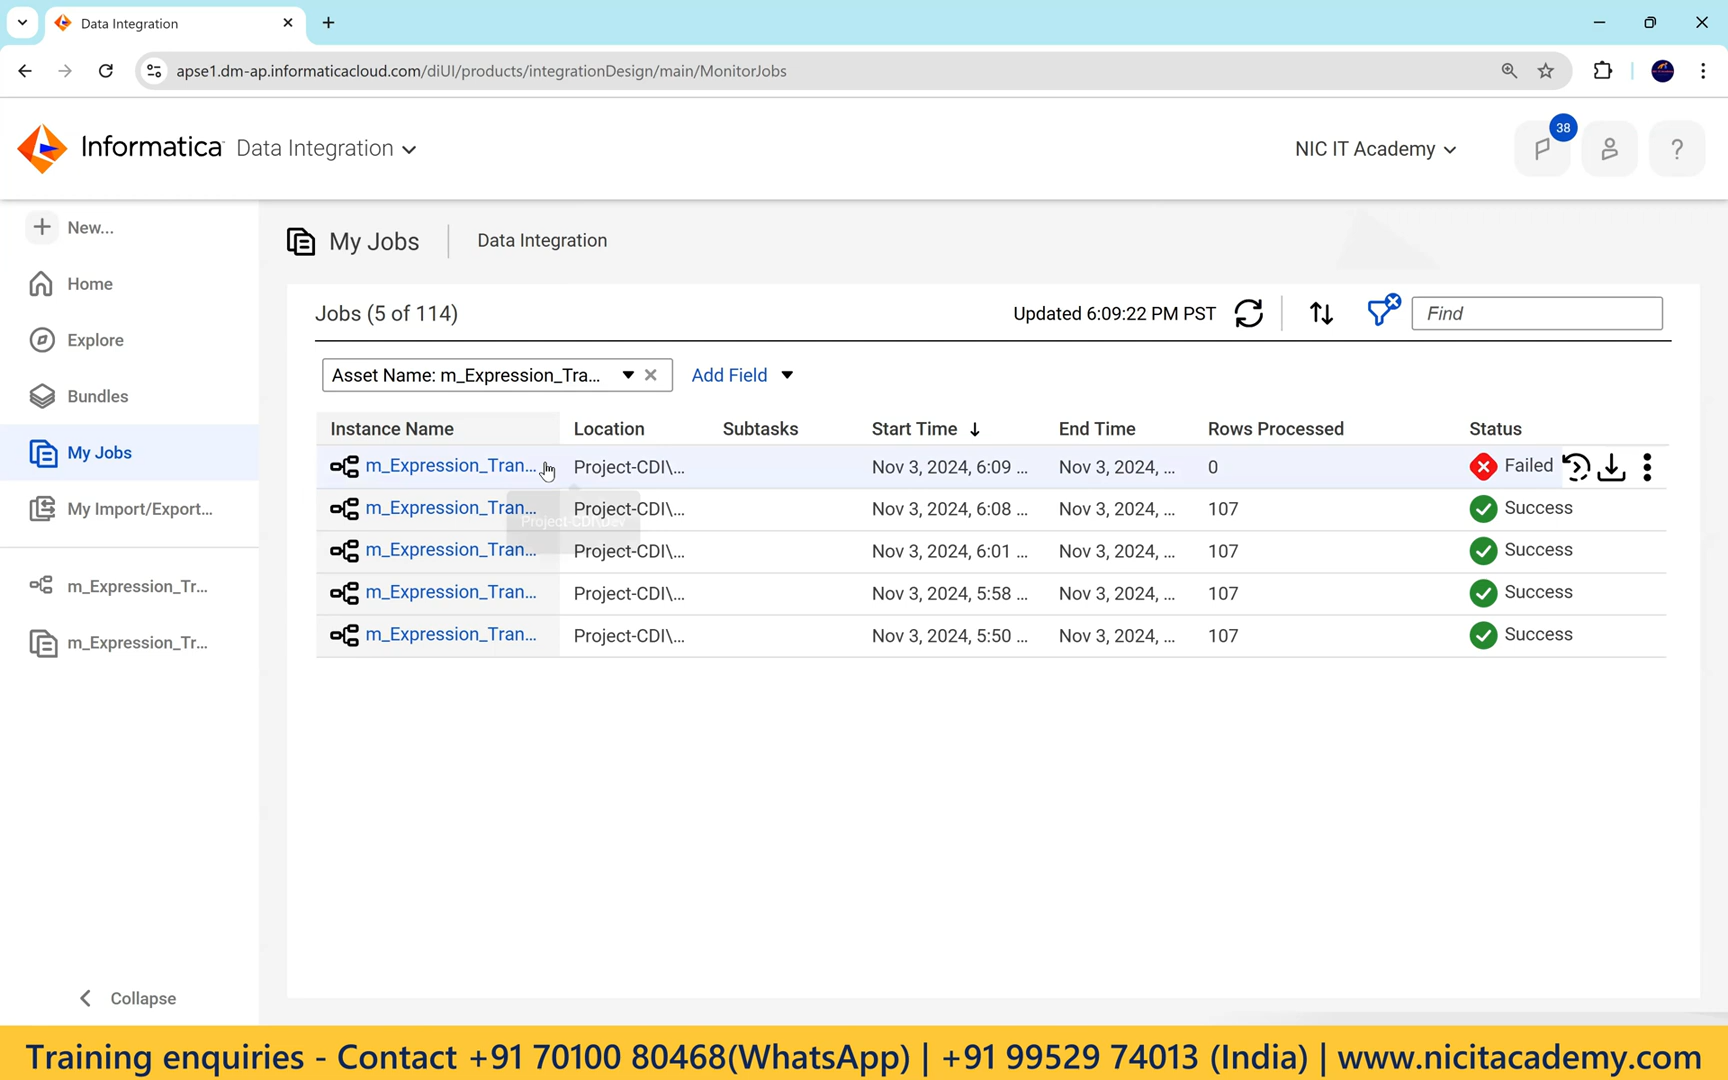 Data Integration
apse1.dm-ap.informaticacloud.com/diUI/products/integrationDesign/main/MonitorJobs
Informatica Data Integration
NIC IT Academy
38
?
New...
Home
Explore
Bundles
My Jobs
My Import/Export...
m_Expression_Tr...
m_Expression_Tr...
Collapse
My Jobs
Data Integration
Jobs (5 of 114)
Updated 6:09:22 PM PST
Find
Asset Name: m_Expression_Tra...
Add Field
Instance Name Location Subtasks Start Time End Time Rows Processed Status
m_Expression_Tran... Project-CDI\... Nov 3, 2024, 6:09 ... Nov 3, 2024, ... 0 Failed
m_Expression_Tran... Project-CDI\... Nov 3, 2024, 6:08 ... Nov 3, 2024, ... 107 Success
Project-CDI\Dev
m_Expression_Tran... Project-CDI\... Nov 3, 2024, 6:01 ... Nov 3, 2024, ... 107 Success
m_Expression_Tran... Project-CDI\... Nov 3, 2024, 5:58 ... Nov 3, 2024, ... 107 Success
m_Expression_Tran... Project-CDI\... Nov 3, 2024, 5:50 ... Nov 3, 2024, ... 107 Success
Training enquiries - Contact +91 70100 80468(WhatsApp) | +91 99529 74013 (India) | www.nicitacademy.com